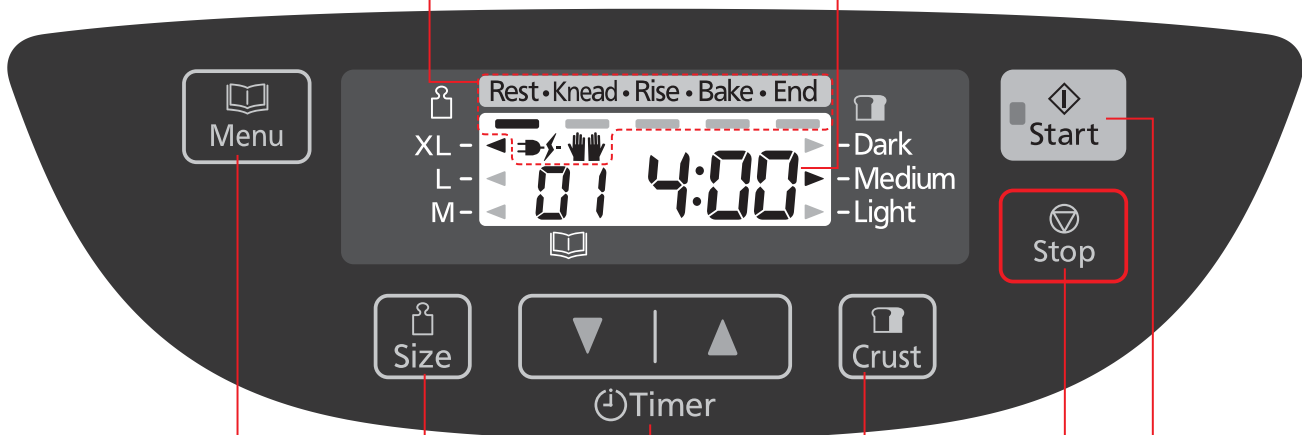 Menu
Rest • Knead • Rise • Bake • End
XL
L
M
01 4:00
Dark
Medium
Light
Start
Stop
Size
Timer
Crust